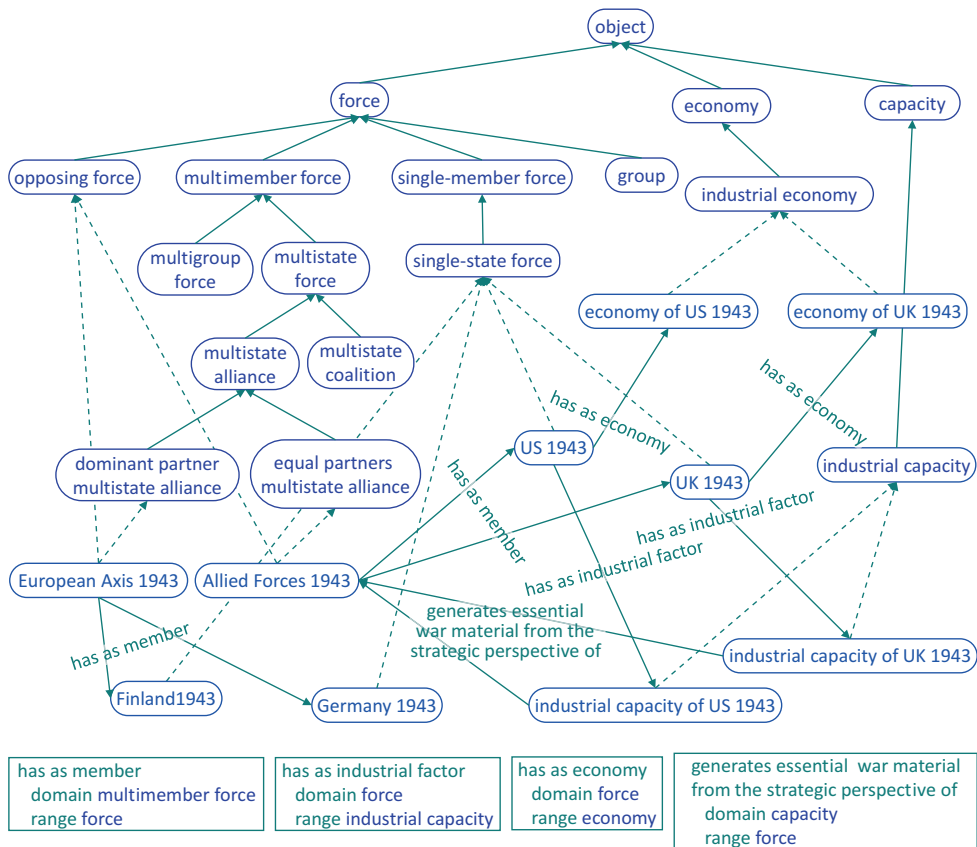 object
force
economy
capacity
opposing force
multimember force
single-member force
group
industrial economy
multigroup
force
multistate
force
single-state force
economy of US 1943
economy of UK 1943
multistate
alliance
multistate
coalition
has as economy
has as economy
US 1943
dominant partner
multistate alliance
equal partners
multistate alliance
has as member
UK 1943
industrial capacity
has as industrial factor
has as industrial factor
European Axis 1943
Allied Forces 1943
has as member
generates essential
war material from the
strategic perspective of
industrial capacity of UK 1943
Finland1943
Germany 1943
industrial capacity of US 1943
has as member
domain multimember force
range force
has as industrial factor
domain force
range industrial capacity
has as economy
domain force
range economy
generates essential war material
from the strategic perspective of
domain capacity
range force